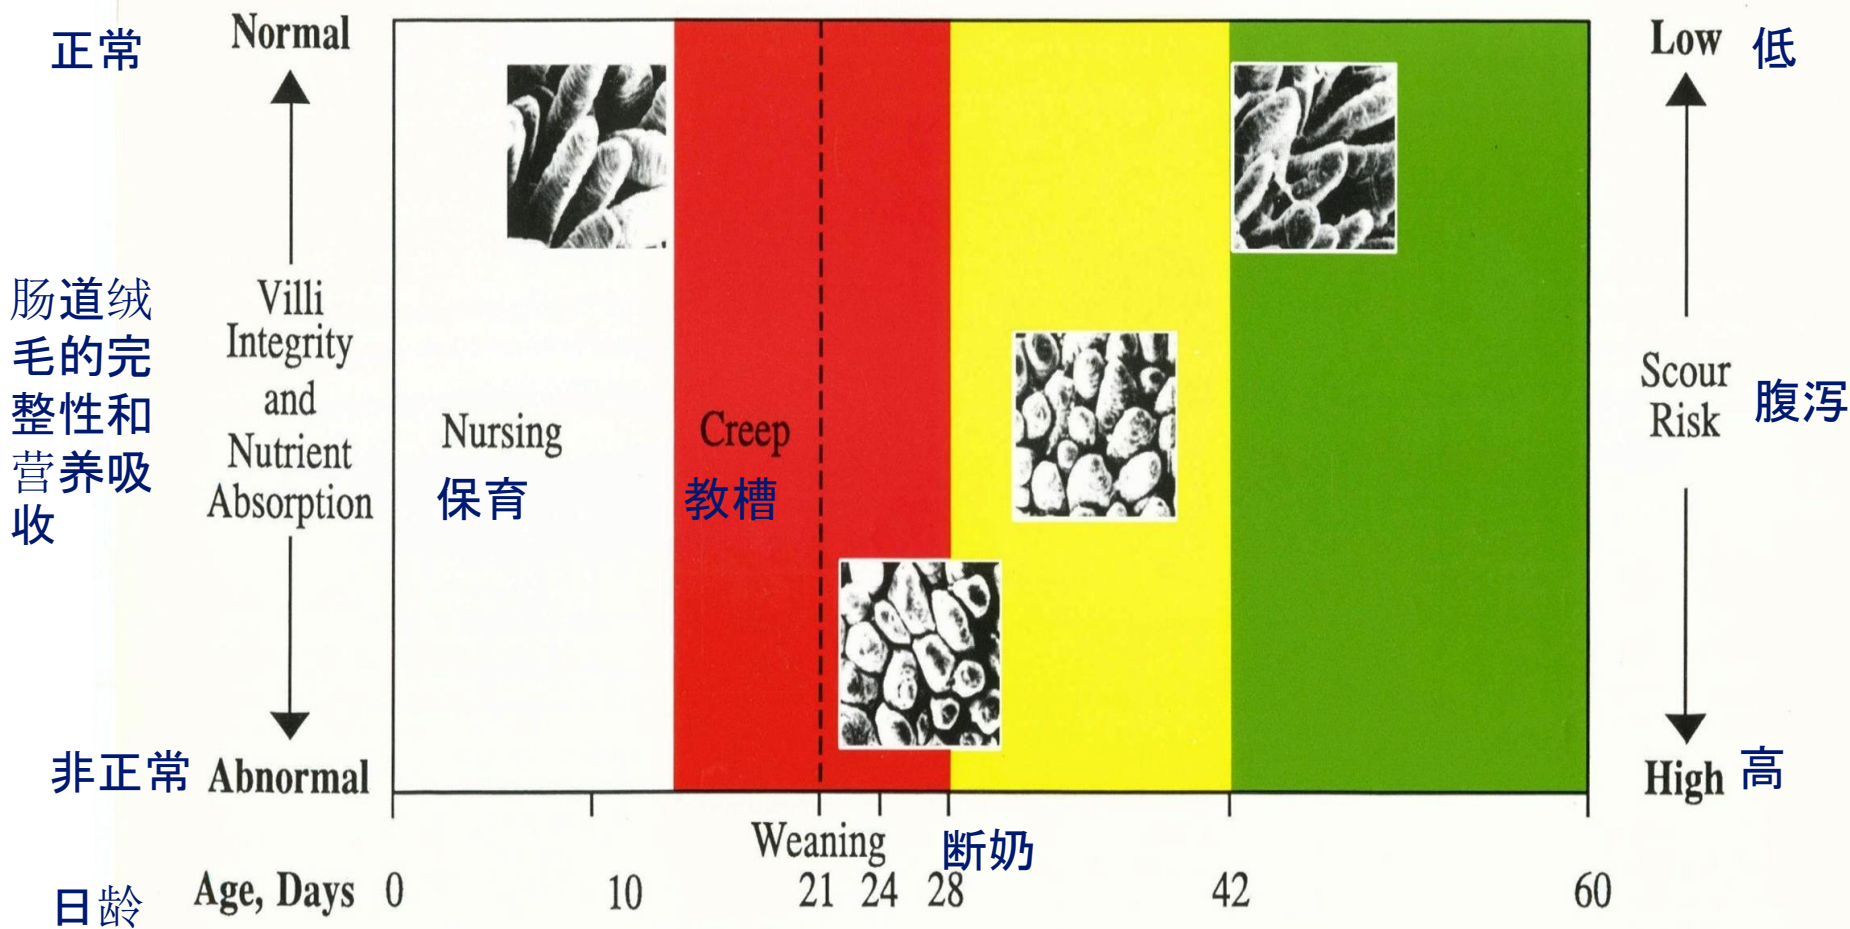 正常
Normal
Low
低
肠道绒
毛的完
整性和
营养吸
收
Villi
Integrity
and
Nutrient
Absorption
Nursing
保育
Creep
教槽
Scour
Risk
腹泻
非正常
Abnormal
High
高
Weaning
断奶
日龄
Age, Days
0
10
21
24
28
42
60